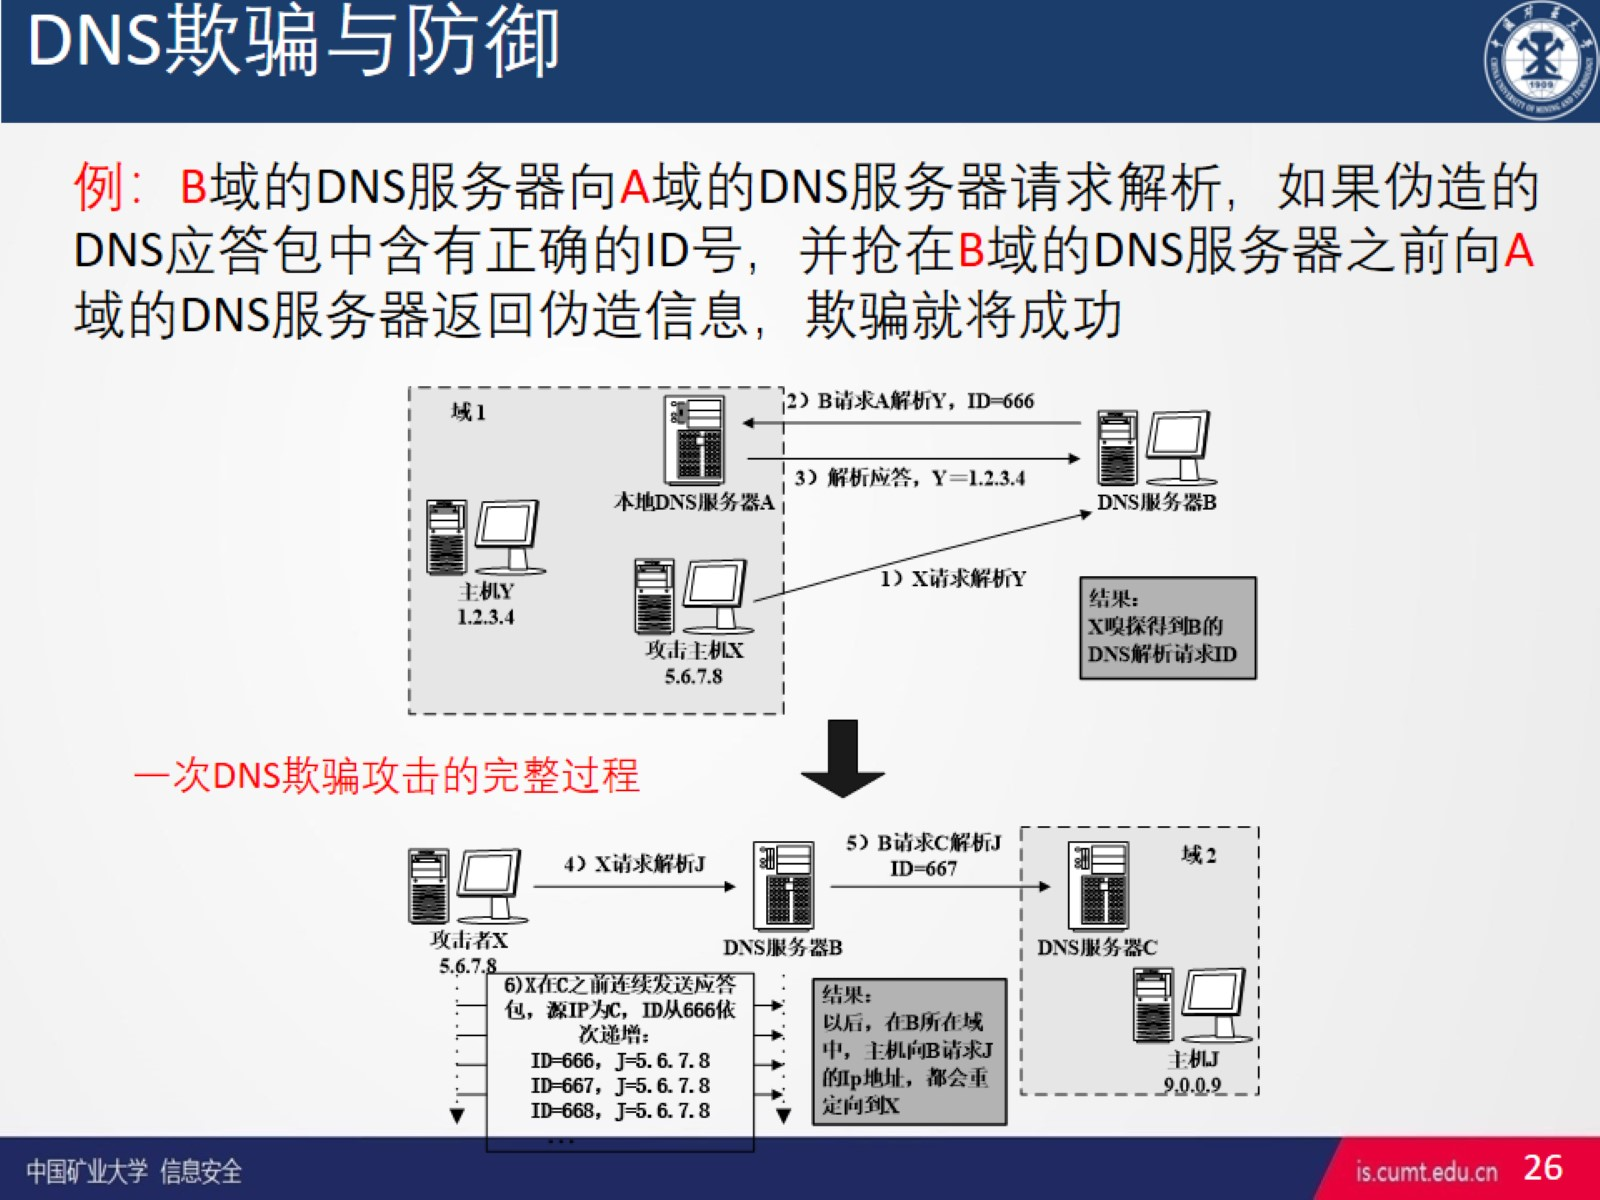 DNS欺骗与防御
例：B域的DNS服务器向A域的DNS服务器请求解析，如果伪造的
DNS应答包中含有正确的ID号，并抢在B域的DNS服务器之前向A
域的DNS服务器返回伪造信息，欺骗就将成功
域1
2）B请求A解析Y，ID=666
3）解析应答，Y＝1.2.3.4
本地DNS服务器A
DNS服务器B
主机Y
1.2.3.4
1）X请求解析Y
攻击主机X
5.6.7.8
结果：
X嗅探得到B的
DNS解析请求ID
一次DNS欺骗攻击的完整过程
4）X请求解析J
5）B请求C解析J
ID=667
域2
攻击者X
5.6.7.8
DNS服务器B
DNS服务器C
6)X在C之前连续发送应答
包，源IP为C，ID从666依
次递增：
ID=666，J=5.6.7.8
ID=667，J=5.6.7.8
ID=668，J=5.6.7.8
...
结果：
以后，在B所在域
中，主机向B请求J
的Ip地址，都会重
定向到X
主机J
9.0.0.9
中国矿业大学 信息安全
is.cumt.edu.cn
26
CHINA UNIVERSITY OF MINING AND TECHNOLOGY
1909